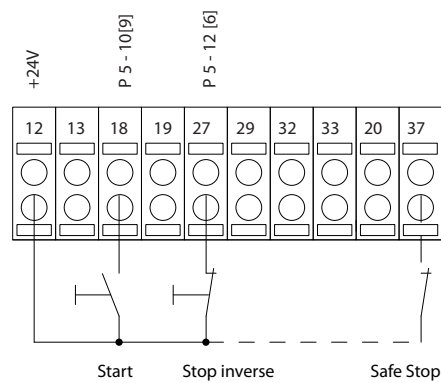 +24V
P 5 - 10[9]
P 5 - 12 [6]
12 13 18 19 27 29 32 33 20 37
Start Stop inverse Safe Stop